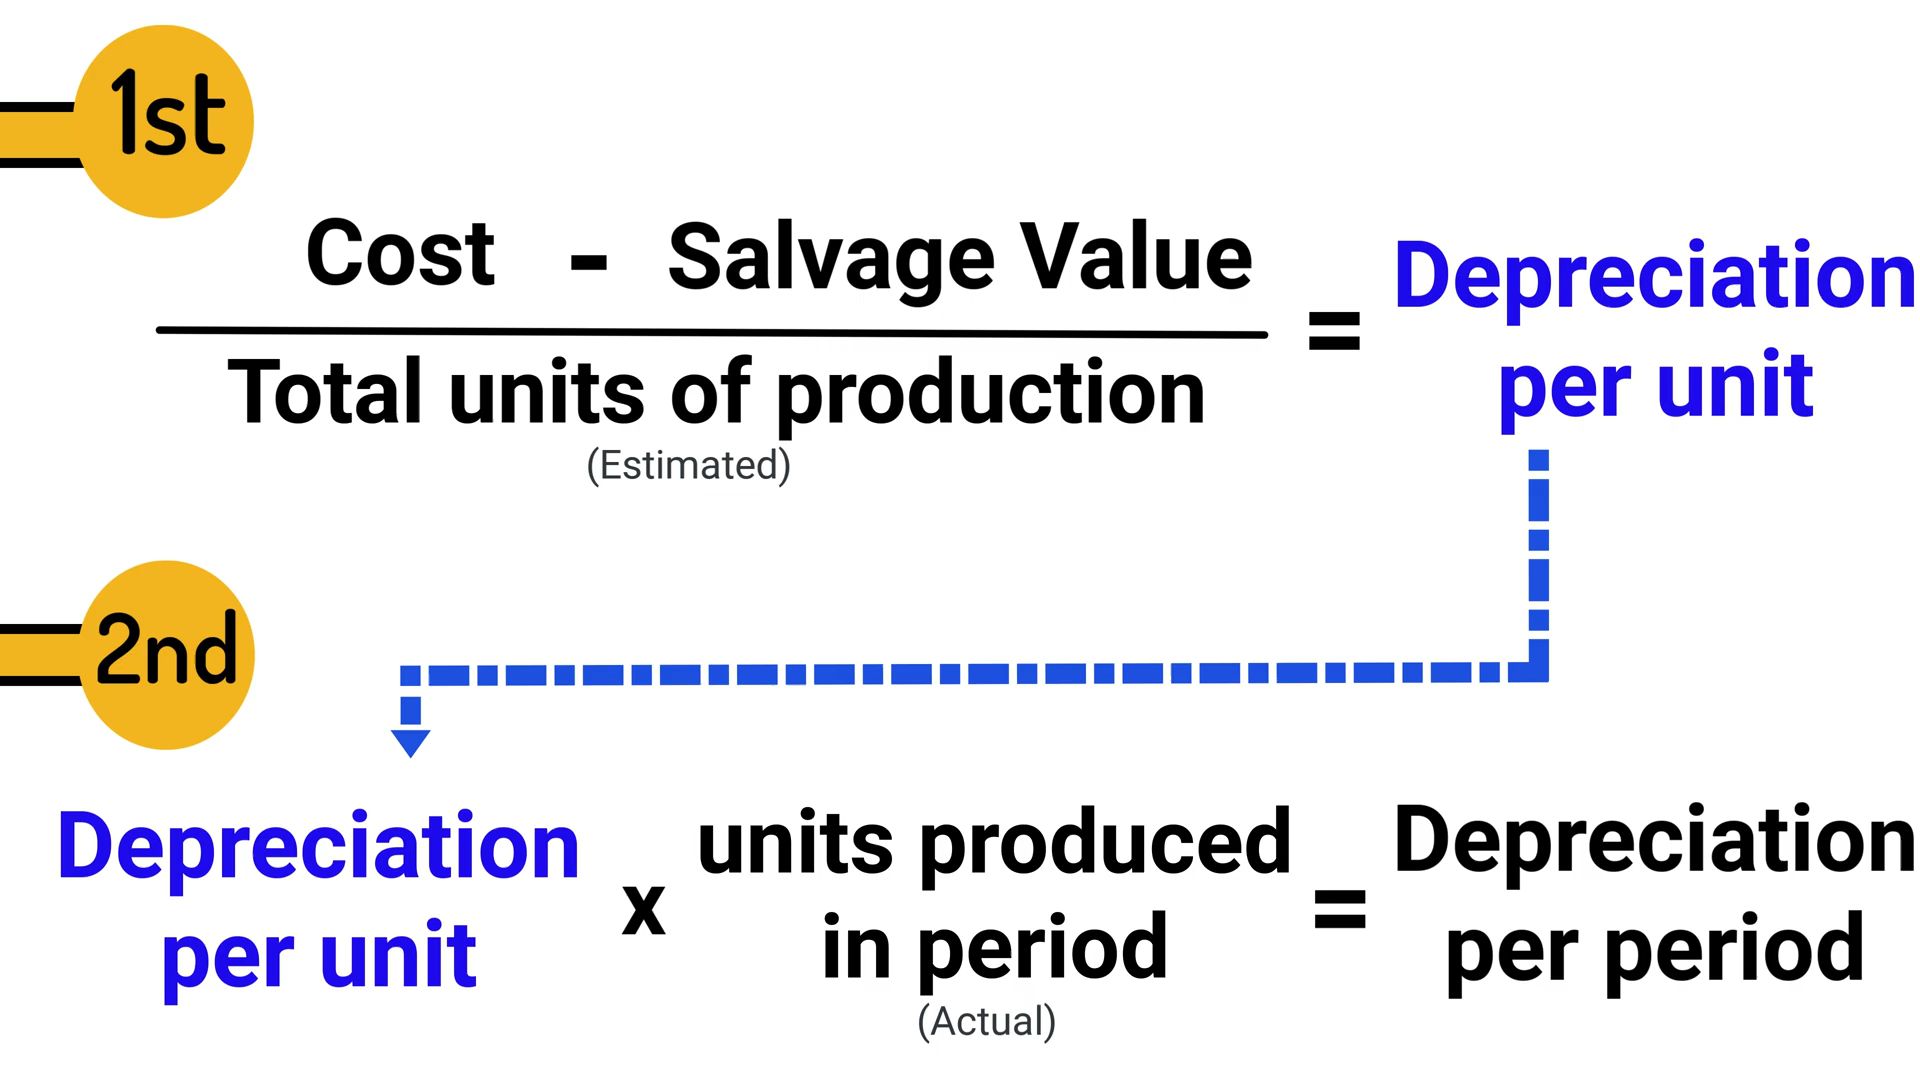 1st
Cost - Salvage Value
Total units of production
(Estimated)
= Depreciation
per unit
2nd
Depreciation
per unit
x
units produced
in period
(Actual)
=
Depreciation
per period